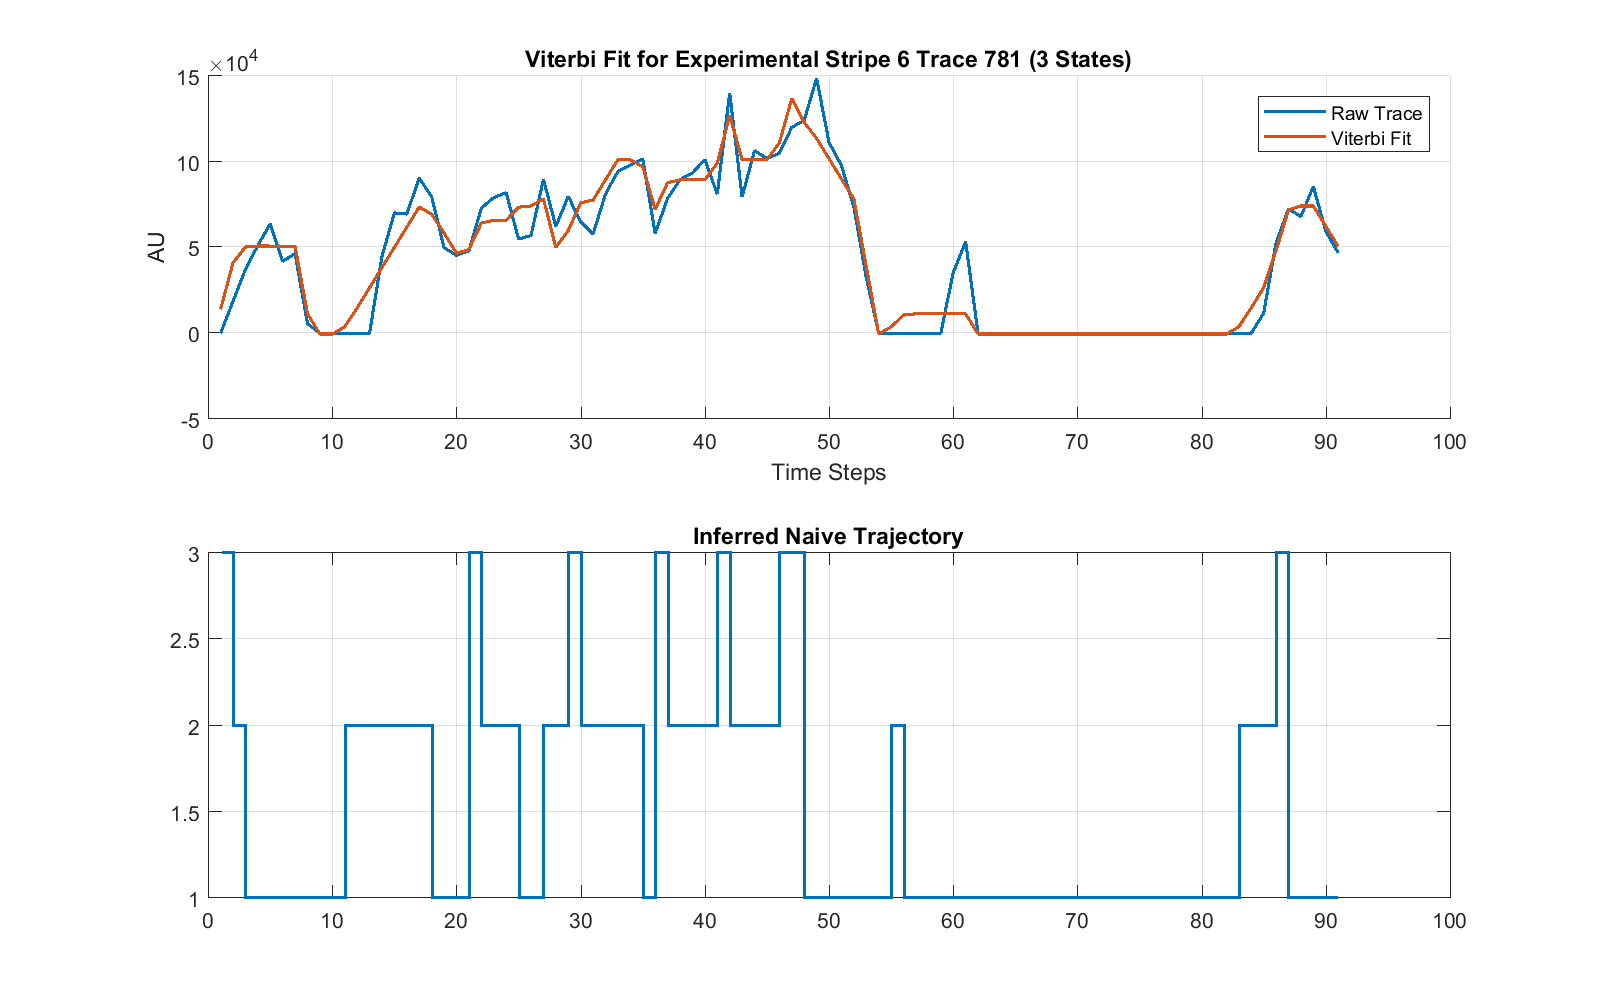 Viterbi Fit for Experimental Stripe 6 Trace 781 (3 States)
×10⁴
15
10
5
0
-5
AU
Raw Trace
Viterbi Fit
0 10 20 30 40 50 60 70 80 90 100
Time Steps
Inferred Naive Trajectory
3
2.5
2
1.5
1
0 10 20 30 40 50 60 70 80 90 100